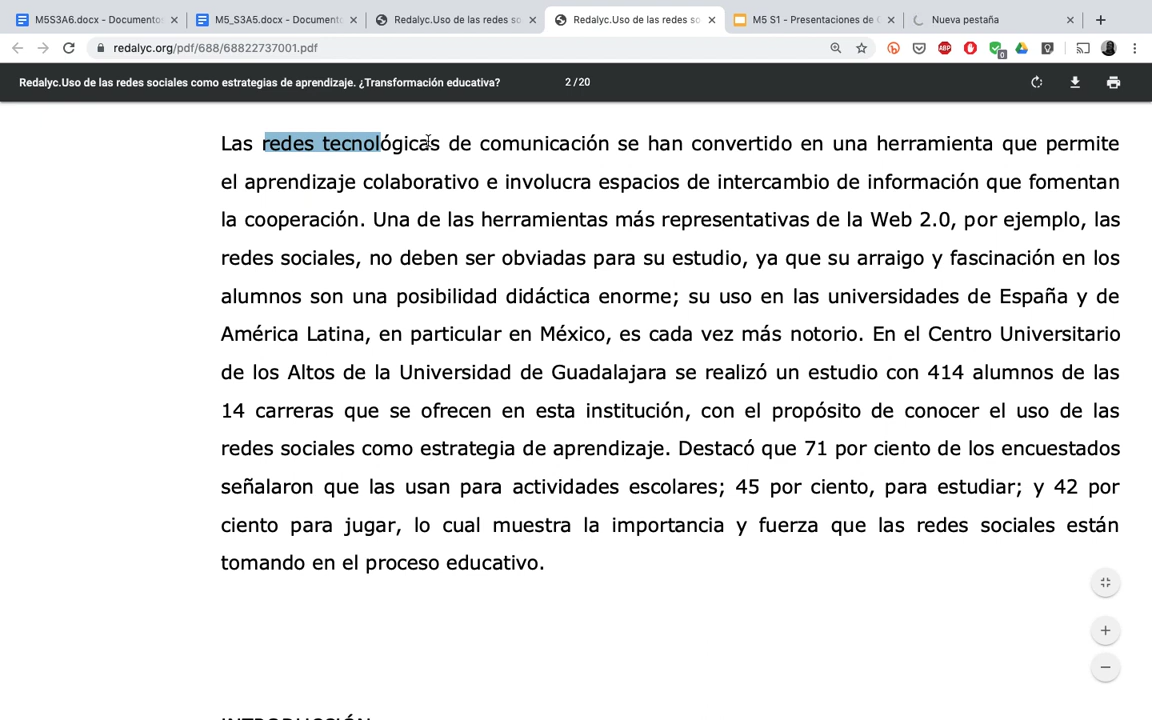 M5S3A6.docx - Documento
M5_S3A5.docx - Document
Redalyc.Uso de las redes so
Redalyc.Uso de las redes so
M5 S1 - Presentaciones de
Nueva pestaña
redalyc.org/pdf/688/68822737001.pdf
ABP
0
Redalyc.Uso de las redes sociales como estrategias de aprendizaje. ¿Transformación educativa?
2 / 20
Las redes tecnológicas de comunicación se han convertido en una herramienta que permite
el aprendizaje colaborativo e involucra espacios de intercambio de información que fomentan
la cooperación. Una de las herramientas más representativas de la Web 2.0, por ejemplo, las
redes sociales, no deben ser obviadas para su estudio, ya que su arraigo y fascinación en los
alumnos son una posibilidad didáctica enorme; su uso en las universidades de España y de
América Latina, en particular en México, es cada vez más notorio. En el Centro Universitario
de los Altos de la Universidad de Guadalajara se realizó un estudio con 414 alumnos de las
14 carreras que se ofrecen en esta institución, con el propósito de conocer el uso de las
redes sociales como estrategia de aprendizaje. Destacó que 71 por ciento de los encuestados
señalaron que las usan para actividades escolares; 45 por ciento, para estudiar; y 42 por
ciento para jugar, lo cual muestra la importancia y fuerza que las redes sociales están
tomando en el proceso educativo.
INTRODUCCIÓN